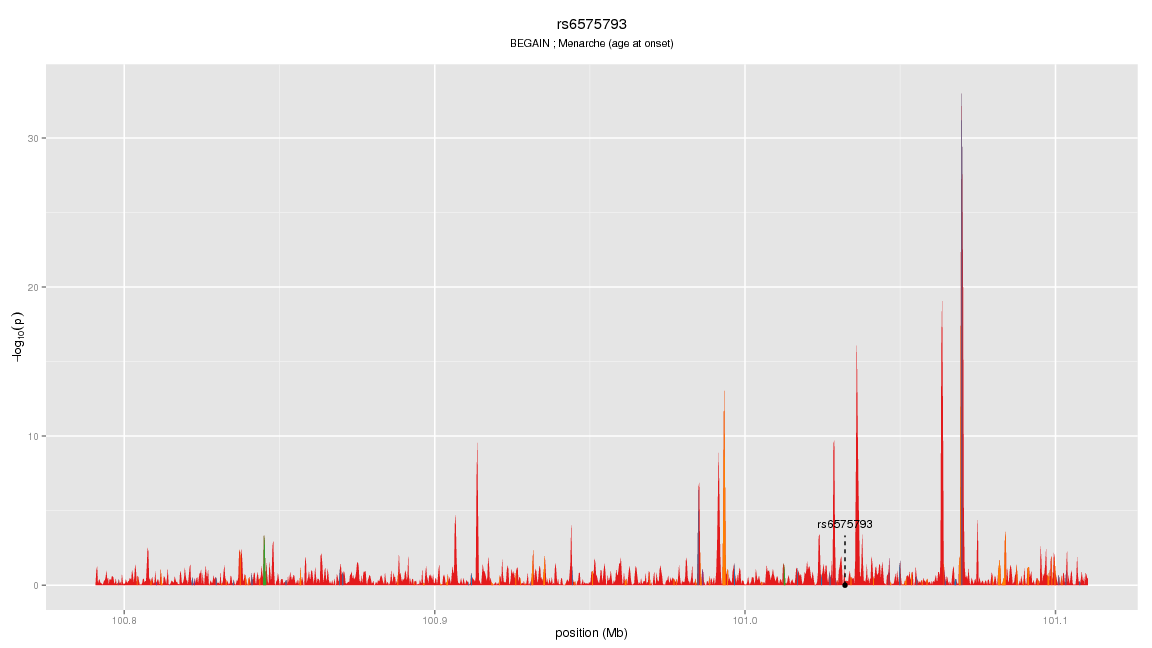 rs6575793
BEGAIN ; Menarche (age at onset)
30
20
10
0
−log10(p)
rs6575793
100.8
100.9
101.0
101.1
position (Mb)